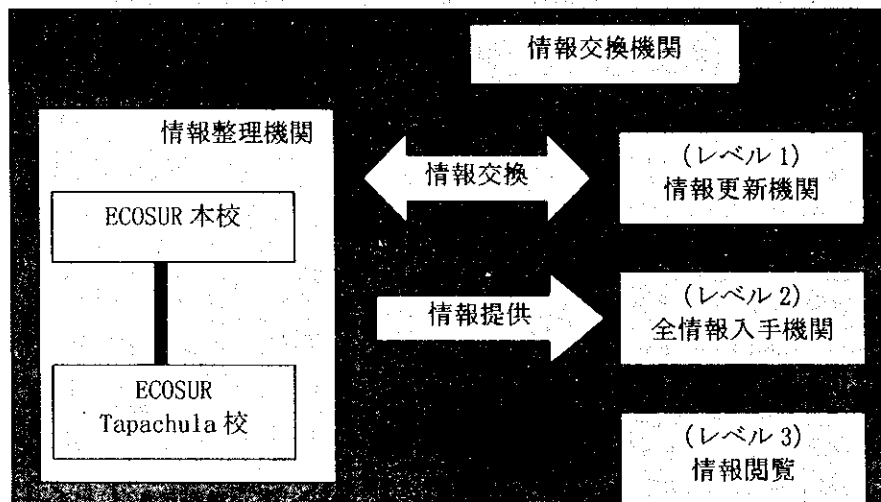 情報交換機関
情報整理機関
ECOSUR 本校
ECOSUR
Tapachula 校
情報交換
情報提供
(レベル 1)
情報更新機関
(レベル 2)
全情報入手機関
(レベル 3)
情報閲覧